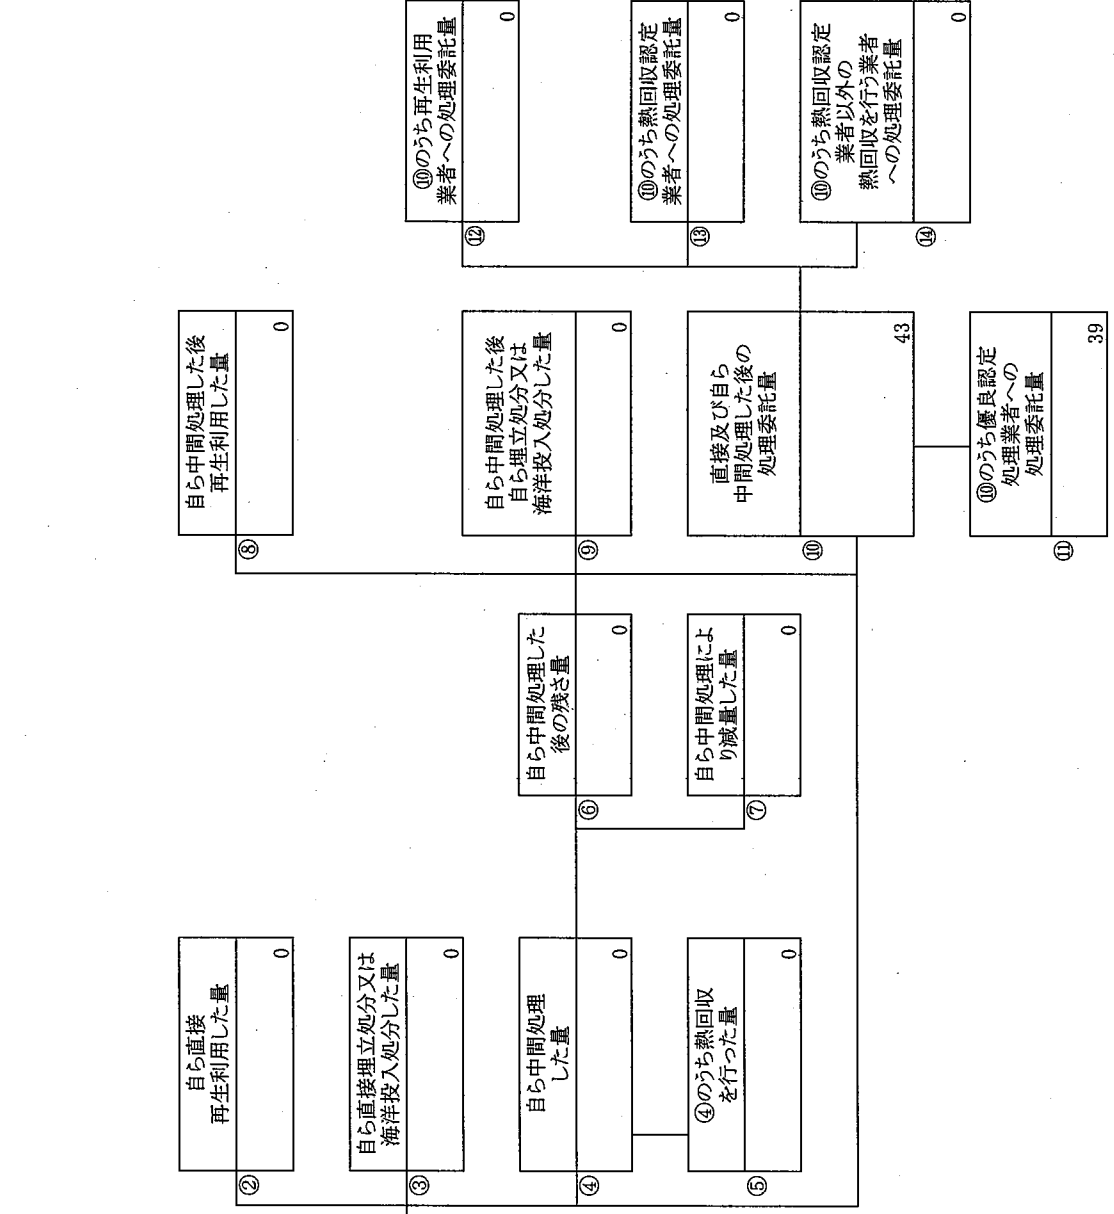 ②
自ら直接
再生利用した量
0
③
自ら直接埋立処分又は
海洋投入処分した量
0
④
自ら中間処理
した量
0
⑤
④のうち熱回収
を行った量
0
⑥
自ら中間処理した
後の残さ量
0
⑦
自ら中間処理によ
り減量した量
0
⑧
自ら中間処理した後
再生利用した量
0
⑨
自ら中間処理した後
自ら埋立処分又は
海洋投入処分した量
0
⑩
直接及び自ら
中間処理した後の
処理委託量
43
⑪
⑩のうち優良認定
処理業者への
処理委託量
39
⑫
⑩のうち再生利用
業者への処理委託量
0
⑬
⑩のうち熱回収認定
業者への処理委託量
0
⑭
⑩のうち熱回収認定
業者以外の
熱回収を行う業者
への処理委託量
0